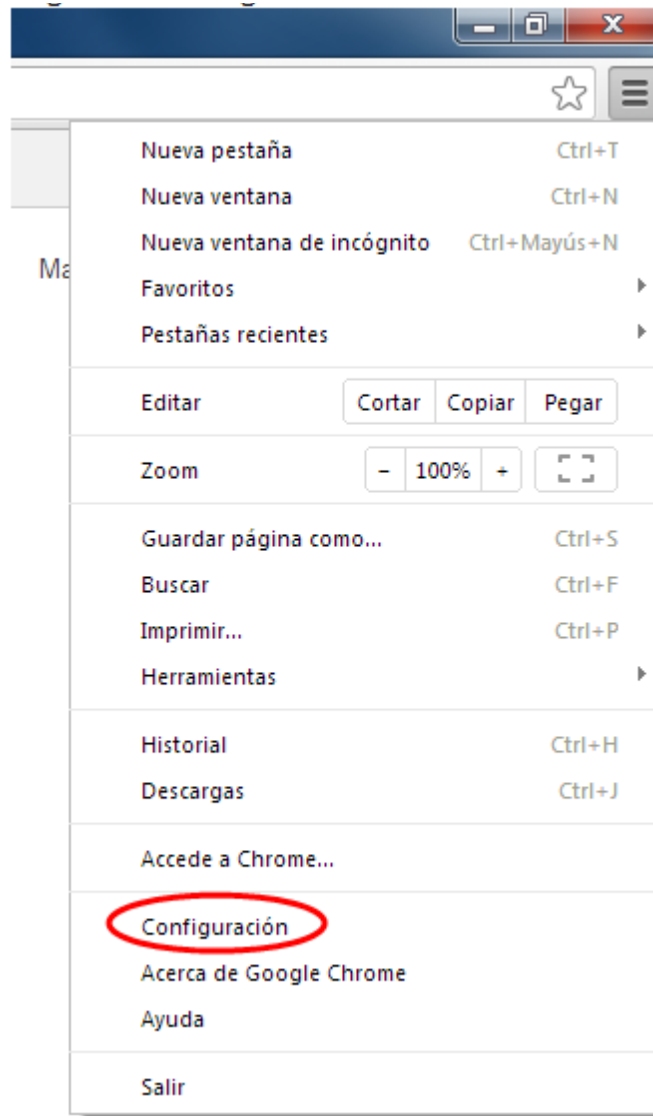 Nueva pestaña Ctrl+T
Nueva ventana Ctrl+N
Nueva ventana de incógnito Ctrl+Mayús+N
Ma
Favoritos
Pestañas recientes
Editar Cortar Copiar Pegar
Zoom - 100% +
Guardar página como... Ctrl+S
Buscar Ctrl+F
Imprimir... Ctrl+P
Herramientas
Historial Ctrl+H
Descargas Ctrl+J
Accede a Chrome...
Configuración
Acerca de Google Chrome
Ayuda
Salir